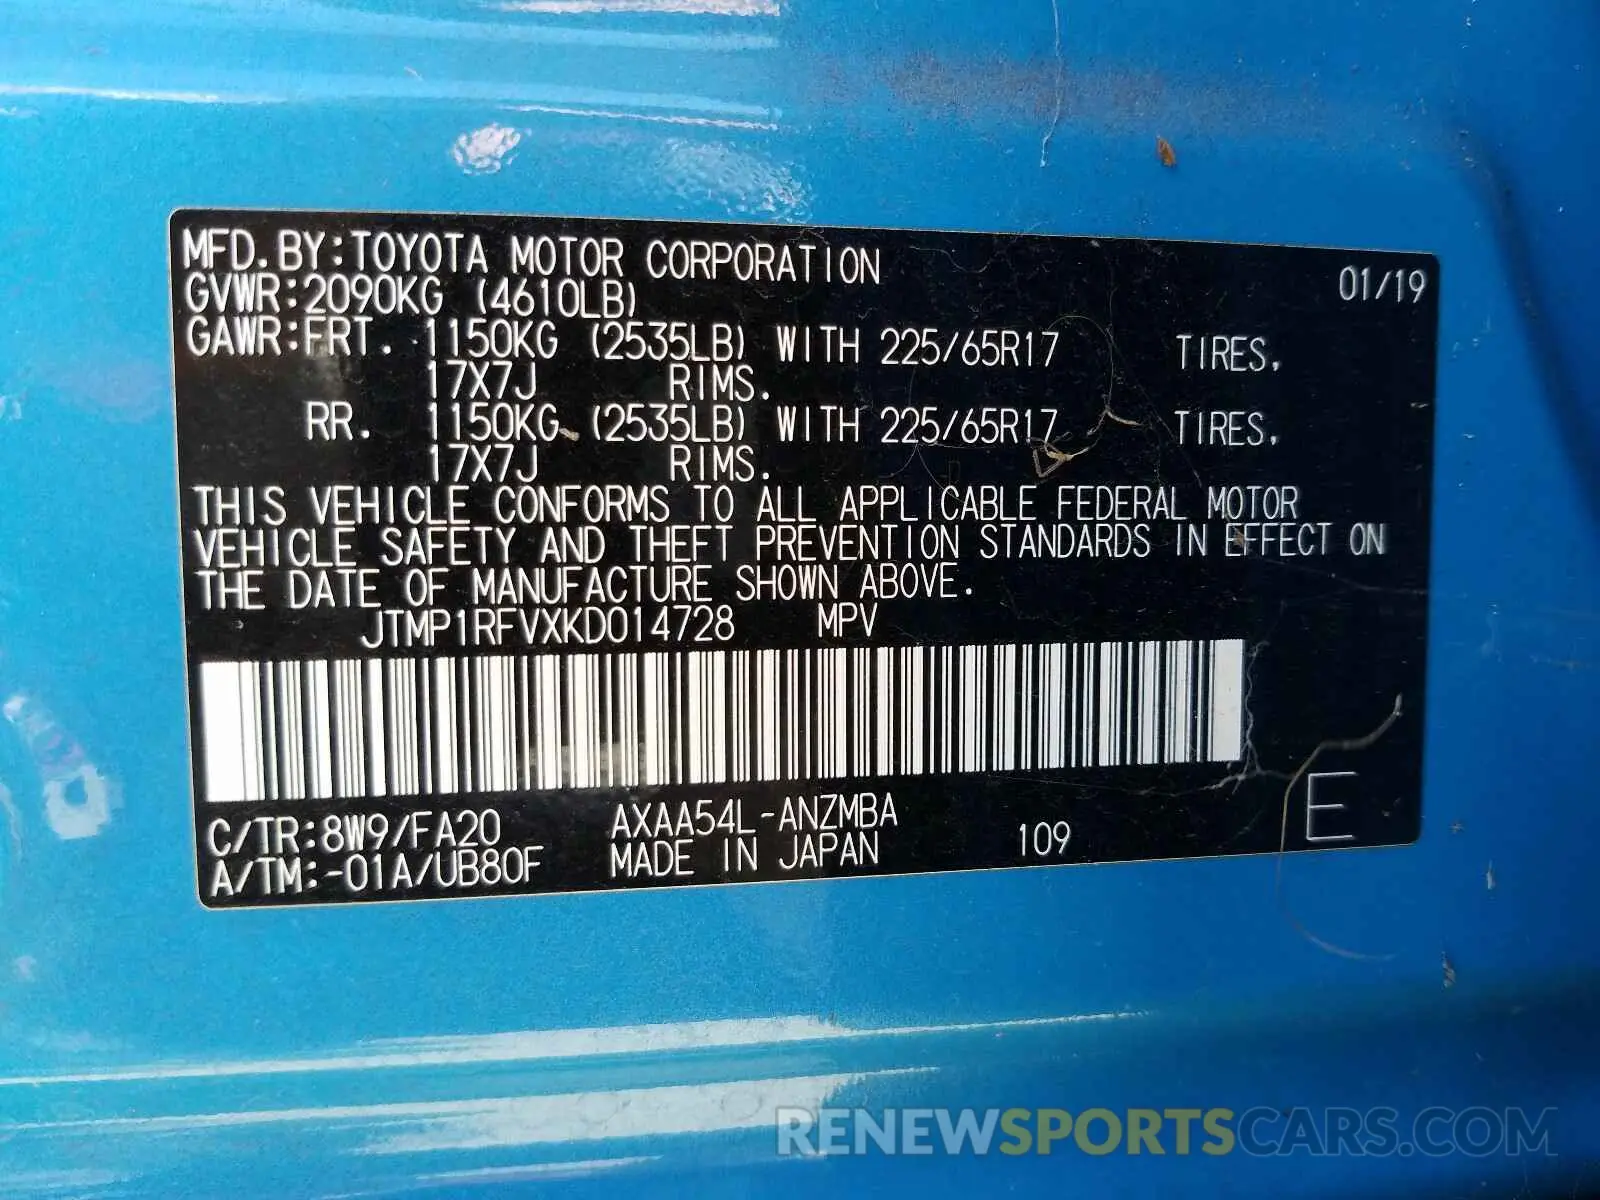 MFD.BY:TOYOTA MOTOR CORPORATION 01/19
GVWR:2090KG (4610LB)
GAWR:FRT. 1150KG (2535LB) WITH 225/65R17 TIRES,
17X7J RIMS.
RR. 1150KG (2535LB) WITH 225/65R17 TIRES,
17X7J RIMS.
THIS VEHICLE CONFORMS TO ALL APPLICABLE FEDERAL MOTOR
VEHICLE SAFETY AND THEFT PREVENTION STANDARDS IN EFFECT ON
THE DATE OF MANUFACTURE SHOWN ABOVE.
JTMP1RFVXKD014728 MPV
C/TR:8W9/FA20 AXAA54L-ANZMBA
A/TM:-01A/UB80F MADE IN JAPAN 109 E
RENEWSPORTSCARS.COM